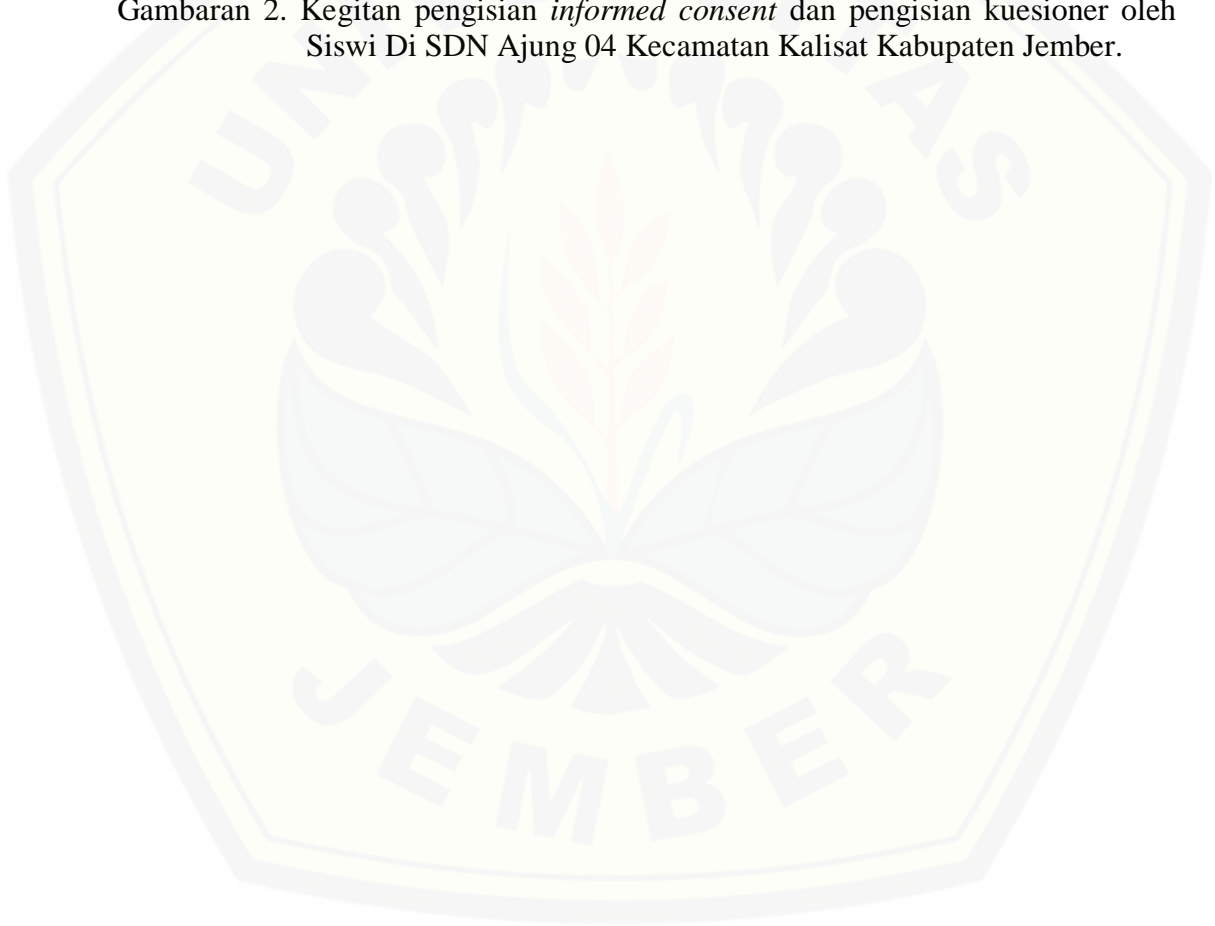 Gambaran 2. Kegitan pengisian informed consent dan pengisian kuesioner oleh
Siswi Di SDN Ajung 04 Kecamatan Kalisat Kabupaten Jember.
UNIVERSITAS
JEMBER